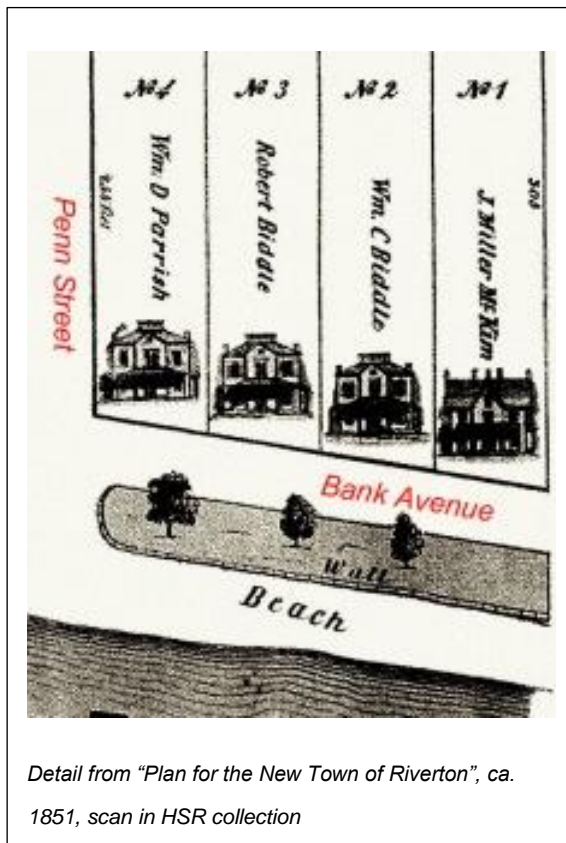 No 4
No 3
No 2
No 1
Wm. D Parrish
Robert Biddle
Wm. C Biddle
J. Miller McKim
305
Penn Street
Bank Avenue
Wall
Beach
Detail from “Plan for the New Town of Riverton”, ca.
1851, scan in HSR collection